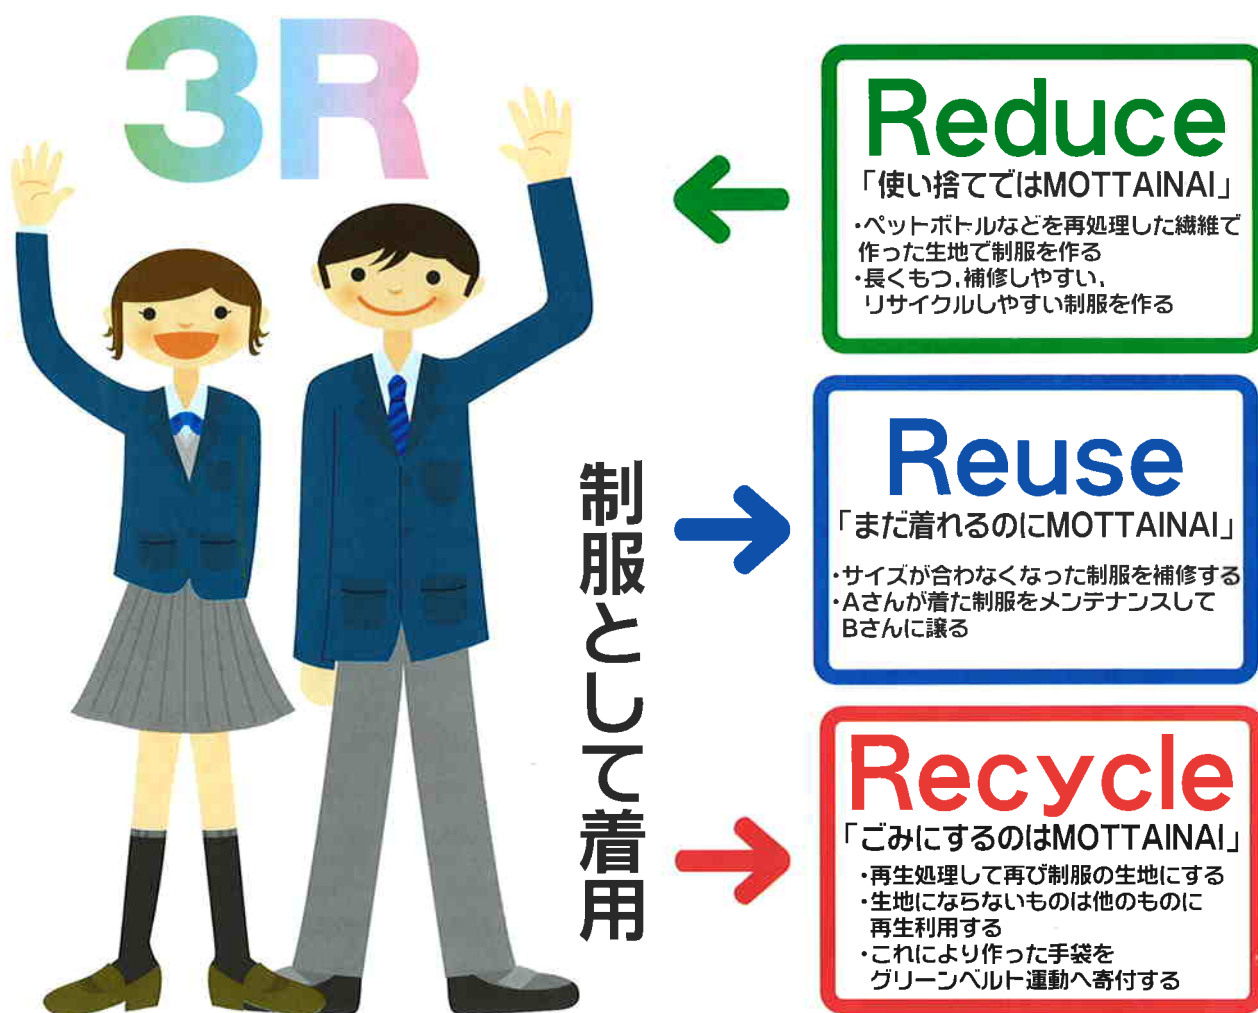 3R
Reduce
「使い捨てではMOTTAINAI」
・ペットボトルなどを再処理した繊維で
作った生地で制服を作る
・長くもつ,補修しやすい,
リサイクルしやすい制服を作る
制服として着用
Reuse
「まだ着れるのにMOTTAINAI」
・サイズが合わなくなった制服を補修する
・Aさんが着た制服をメンテナンスして
Bさんに譲る
Recycle
「ごみにするのはMOTTAINAI」
・再生処理して再び制服の生地にする
・生地にならないものは他のものに
再生利用する
・これにより作った手袋を
グリーンベルト運動へ寄付する